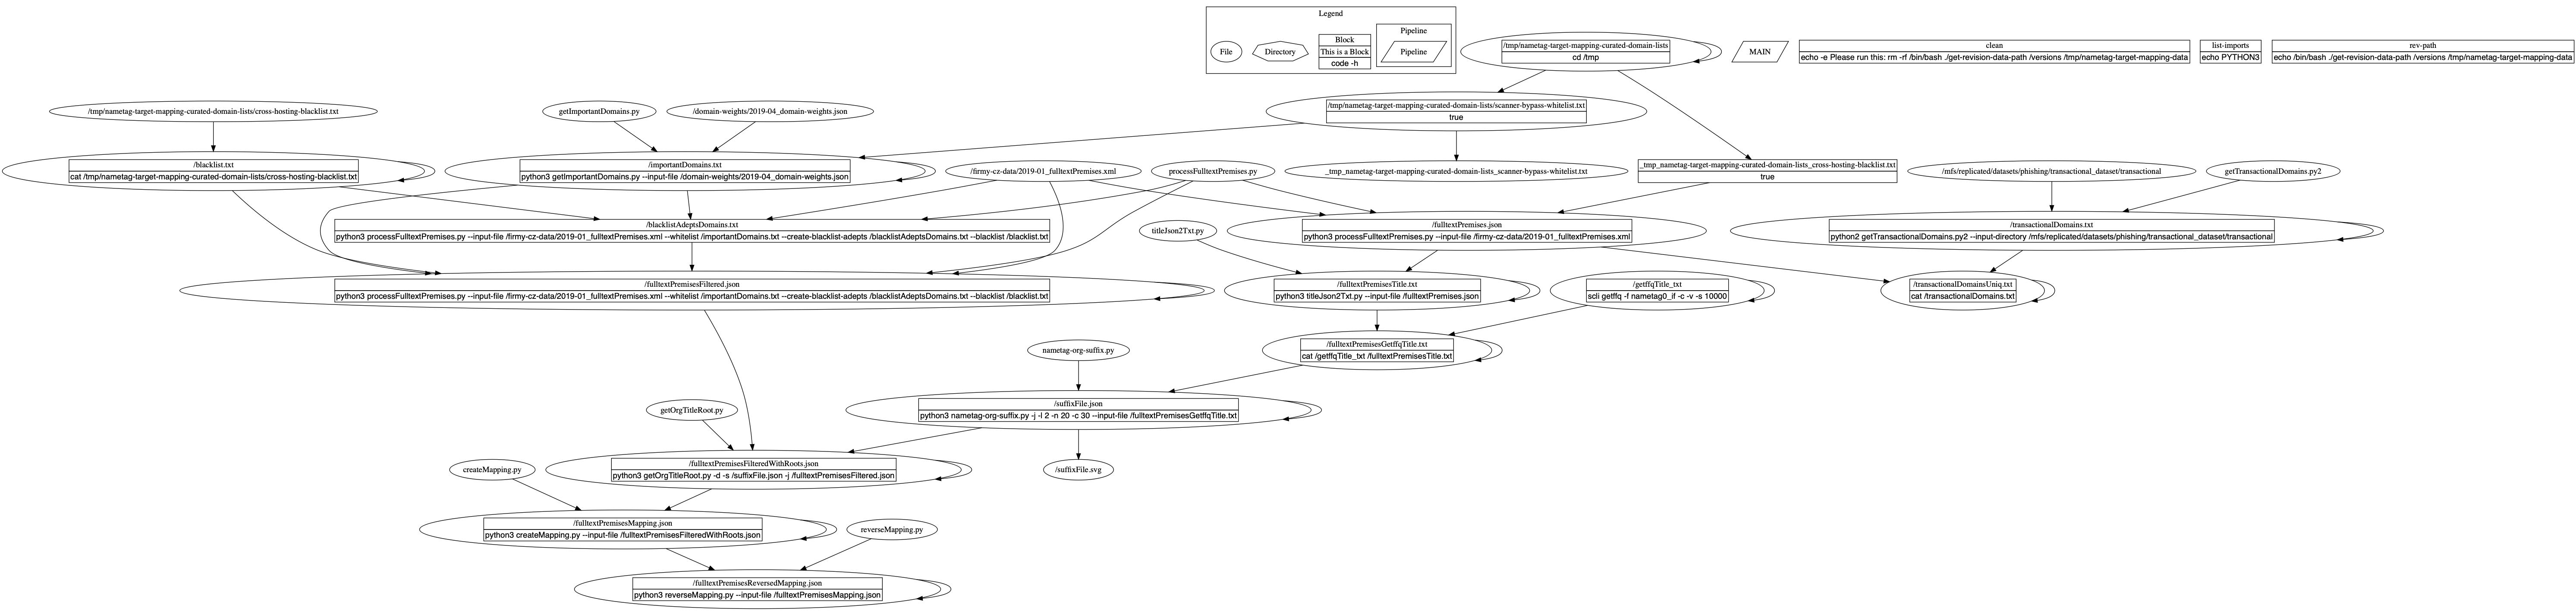 Legend
File
Directory
Block
This is a Block
code -h
Pipeline
Pipeline
/tmp/nametag-target-mapping-curated-domain-lists
cd /tmp
MAIN
clean
echo -e Please run this: rm -rf /bin/bash ./get-revision-data-path /versions /tmp/nametag-target-mapping-data
list-imports
echo PYTHON3
rev-path
echo /bin/bash ./get-revision-data-path /versions /tmp/nametag-target-mapping-data
/tmp/nametag-target-mapping-curated-domain-lists/cross-hosting-blacklist.txt
getImportantDomains.py
/domain-weights/2019-04_domain-weights.json
/tmp/nametag-target-mapping-curated-domain-lists/scanner-bypass-whitelist.txt
true
/blacklist.txt
cat /tmp/nametag-target-mapping-curated-domain-lists/cross-hosting-blacklist.txt
/importantDomains.txt
python3 getImportantDomains.py --input-file /domain-weights/2019-04_domain-weights.json
/firmy-cz-data/2019-01_fulltextPremises.xml
processFulltextPremises.py
_tmp_nametag-target-mapping-curated-domain-lists_scanner-bypass-whitelist.txt
_tmp_nametag-target-mapping-curated-domain-lists_cross-hosting-blacklist.txt
true
/mfs/replicated/datasets/phishing/transactional_dataset/transactional
getTransactionalDomains.py2
/blacklistAdeptsDomains.txt
python3 processFulltextPremises.py --input-file /firmy-cz-data/2019-01_fulltextPremises.xml --whitelist /importantDomains.txt --create-blacklist-adepts /blacklistAdeptsDomains.txt --blacklist /blacklist.txt
titleJson2Txt.py
/fulltextPremises.json
python3 processFulltextPremises.py --input-file /firmy-cz-data/2019-01_fulltextPremises.xml
/transactionalDomains.txt
python2 getTransactionalDomains.py2 --input-directory /mfs/replicated/datasets/phishing/transactional_dataset/transactional
/fulltextPremisesFiltered.json
python3 processFulltextPremises.py --input-file /firmy-cz-data/2019-01_fulltextPremises.xml --whitelist /importantDomains.txt --create-blacklist-adepts /blacklistAdeptsDomains.txt --blacklist /blacklist.txt
/fulltextPremisesTitle.txt
python3 titleJson2Txt.py --input-file /fulltextPremises.json
/getffqTitle_txt
scli getffq -f nametag0_if -c -v -s 10000
/transactionalDomainsUniq.txt
cat /transactionalDomains.txt
nametag-org-suffix.py
/fulltextPremisesGetffqTitle.txt
cat /getffqTitle_txt /fulltextPremisesTitle.txt
getOrgTitleRoot.py
/suffixFile.json
python3 nametag-org-suffix.py -j -l 2 -n 20 -c 30 --input-file /fulltextPremisesGetffqTitle.txt
createMapping.py
/fulltextPremisesFilteredWithRoots.json
python3 getOrgTitleRoot.py -d -s /suffixFile.json -j /fulltextPremisesFiltered.json
/suffixFile.svg
/fulltextPremisesMapping.json
python3 createMapping.py --input-file /fulltextPremisesFilteredWithRoots.json
reverseMapping.py
/fulltextPremisesReversedMapping.json
python3 reverseMapping.py --input-file /fulltextPremisesMapping.json